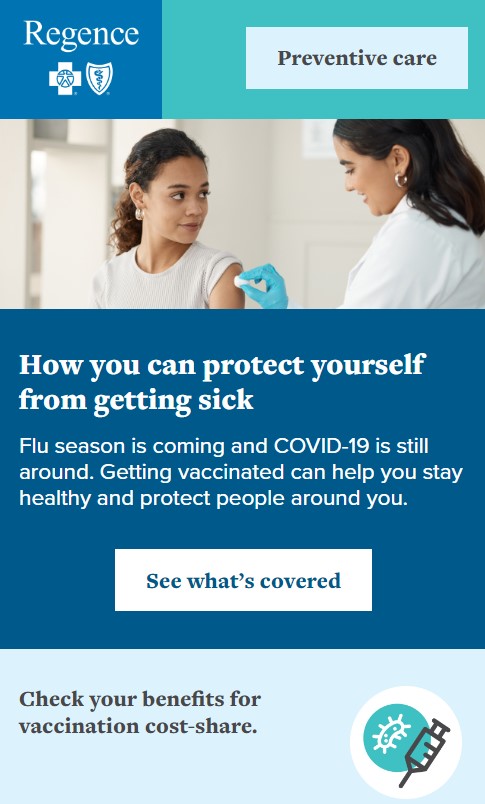 Regence
Preventive care
How you can protect yourself
from getting sick
Flu season is coming and COVID-19 is still
around. Getting vaccinated can help you stay
healthy and protect people around you.
See what's covered
Check your benefits for
vaccination cost-share.